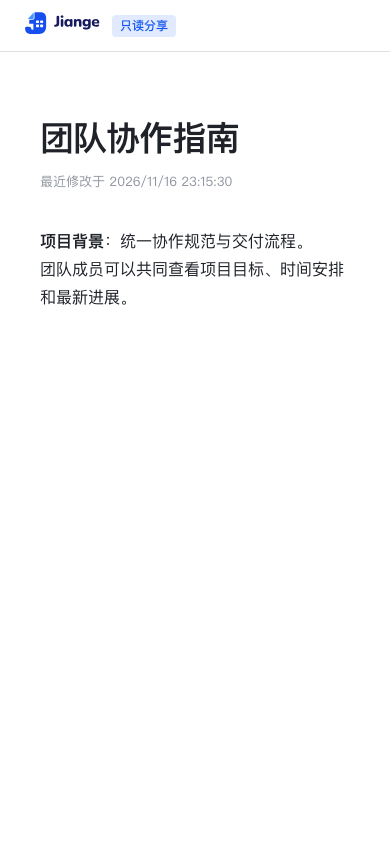 Jiange 只读分享
团队协作指南
最近修改于 2026/11/16 23:15:30
项目背景：统一协作规范与交付流程。
团队成员可以共同查看项目目标、时间安排
和最新进展。